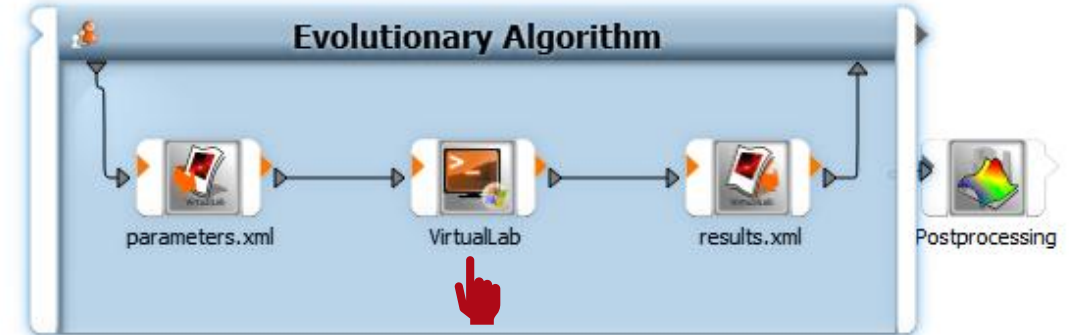 Evolutionary Algorithm
parameters.xml
VirtualLab
results.xml
Postprocessing